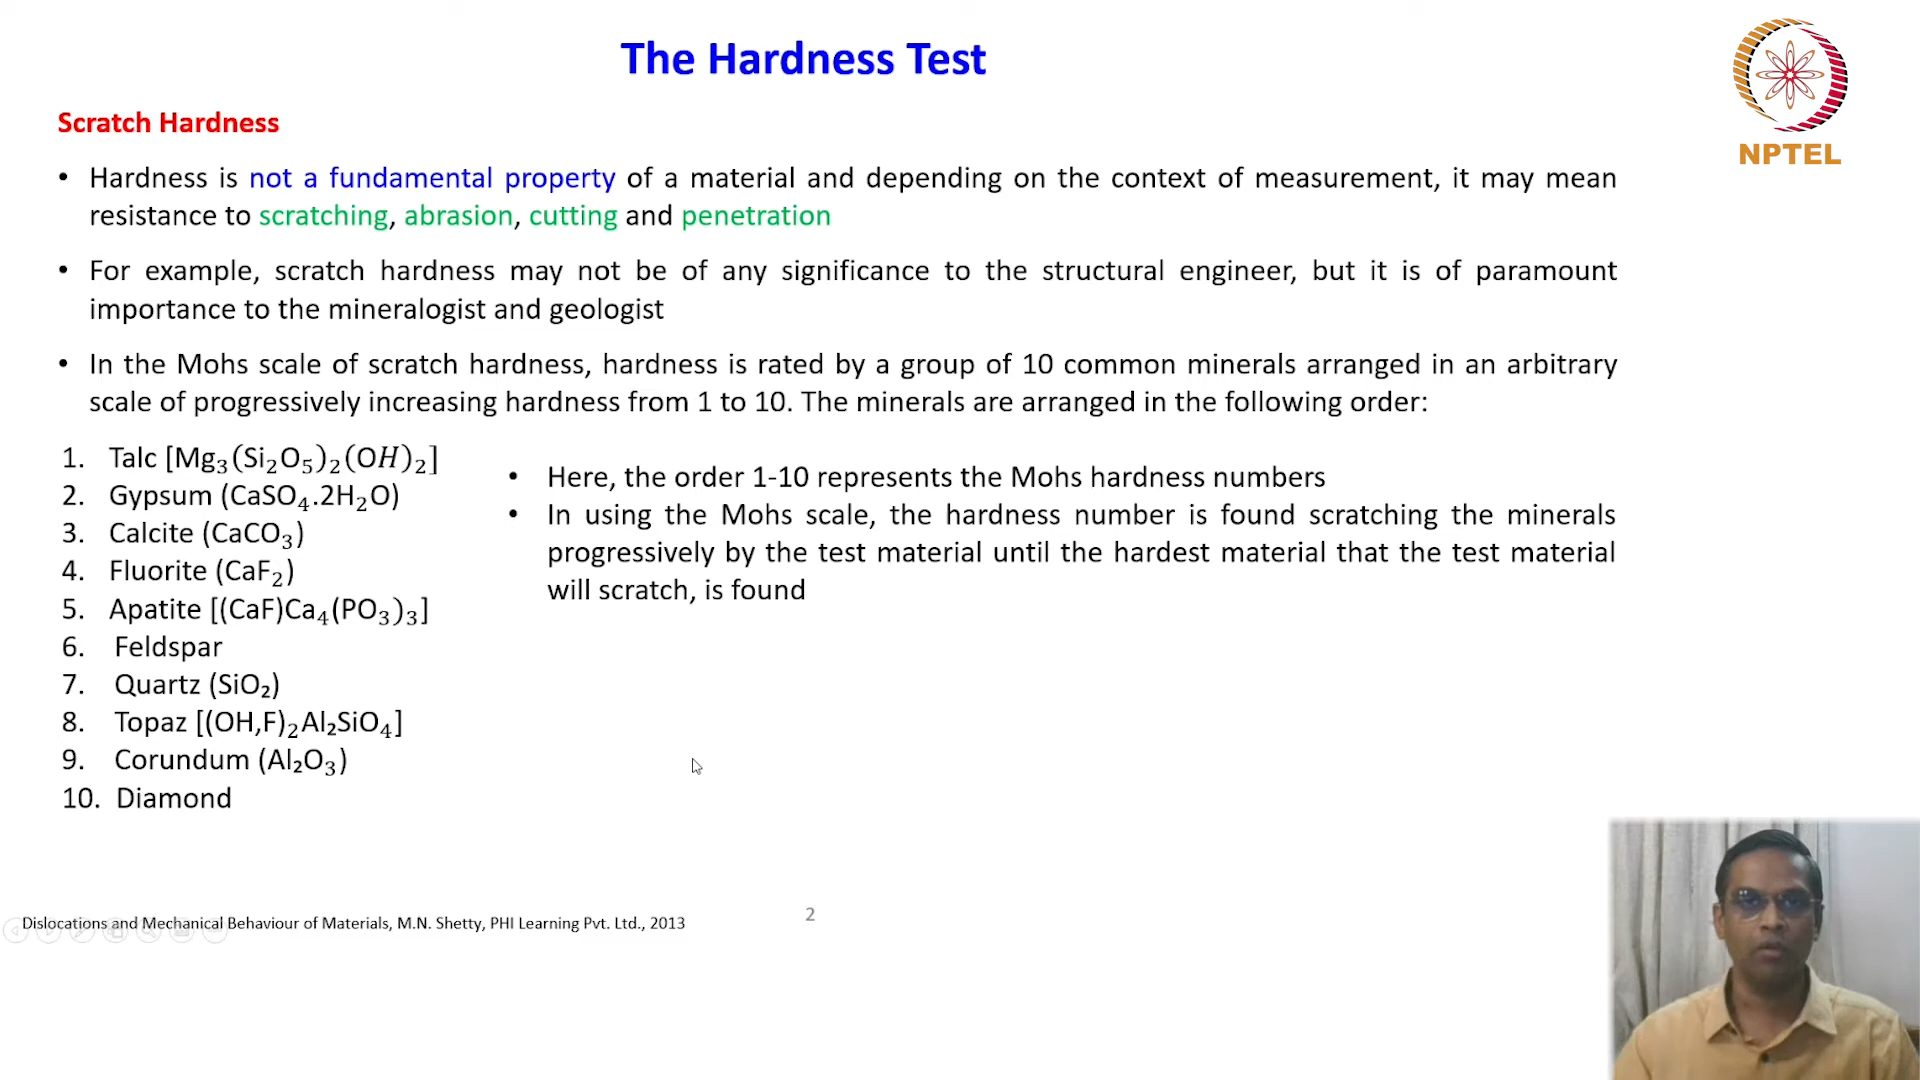 The Hardness Test
NPTEL
Scratch Hardness
• Hardness is not a fundamental property of a material and depending on the context of measurement, it may mean
resistance to scratching, abrasion, cutting and penetration
• For example, scratch hardness may not be of any significance to the structural engineer, but it is of paramount
importance to the mineralogist and geologist
• In the Mohs scale of scratch hardness, hardness is rated by a group of 10 common minerals arranged in an arbitrary
scale of progressively increasing hardness from 1 to 10. The minerals are arranged in the following order:
1. Talc [Mg₃(Si₂O₅)₂(OH)₂]
2. Gypsum (CaSO₄.2H₂O)
3. Calcite (CaCO₃)
4. Fluorite (CaF₂)
5. Apatite [(CaF)Ca₄(PO₃)₃]
6. Feldspar
7. Quartz (SiO₂)
8. Topaz [(OH,F)₂Al₂SiO₄]
9. Corundum (Al₂O₃)
10. Diamond
• Here, the order 1-10 represents the Mohs hardness numbers
• In using the Mohs scale, the hardness number is found scratching the minerals
progressively by the test material until the hardest material that the test material
will scratch, is found
Dislocations and Mechanical Behaviour of Materials, M.N. Shetty, PHI Learning Pvt. Ltd., 2013
2